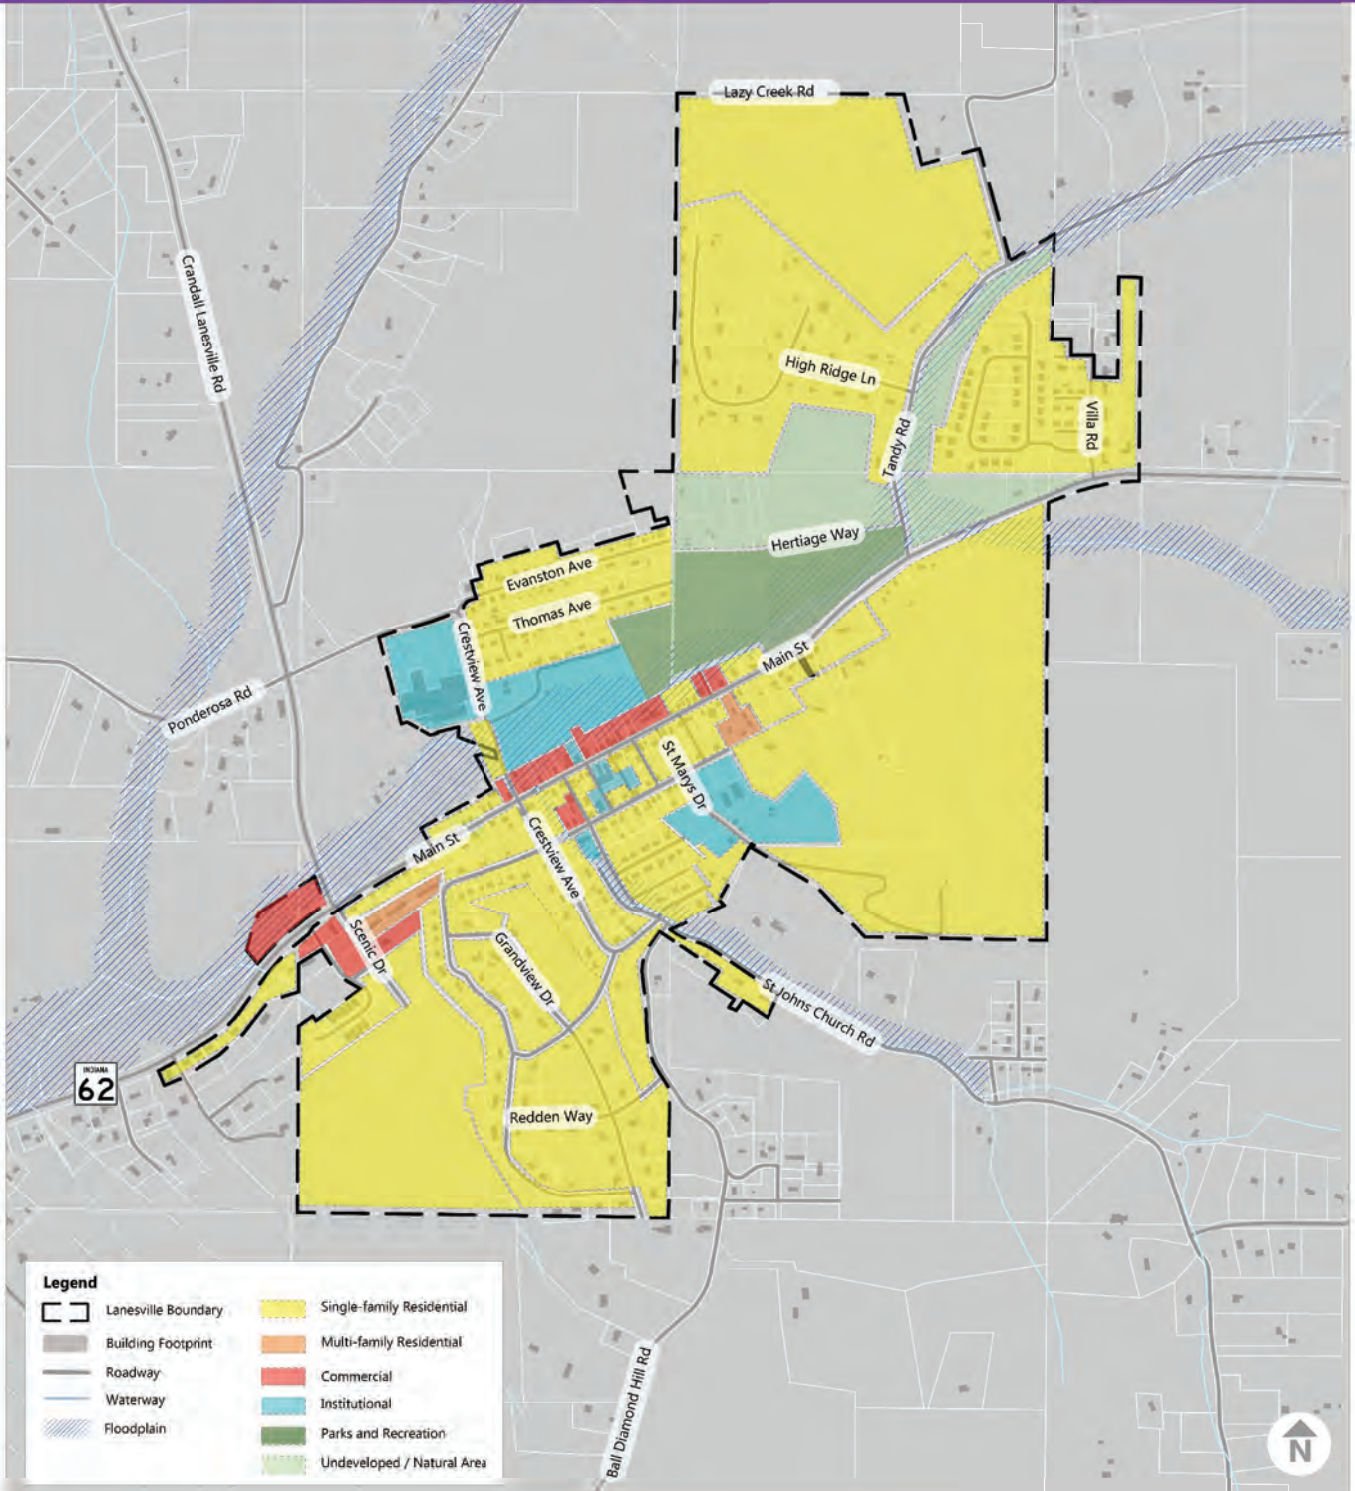 Lazy Creek Rd
Crandall Lanesville Rd
High Ridge Ln
Villa Rd
Tandy Rd
Hertiage Way
Evanston Ave
Thomas Ave
Crestview Ave
Main St
Ponderosa Rd
St Marys Dr
Main St
Crestview Ave
Scenic Dr
Grandview Dr
St Johns Church Rd
INDIANA
62
Redden Way
Ball Diamond Hill Rd
Legend
Lanesville Boundary
Building Footprint
Roadway
Waterway
Floodplain
Single-family Residential
Multi-family Residential
Commercial
Institutional
Parks and Recreation
Undeveloped / Natural Area
N